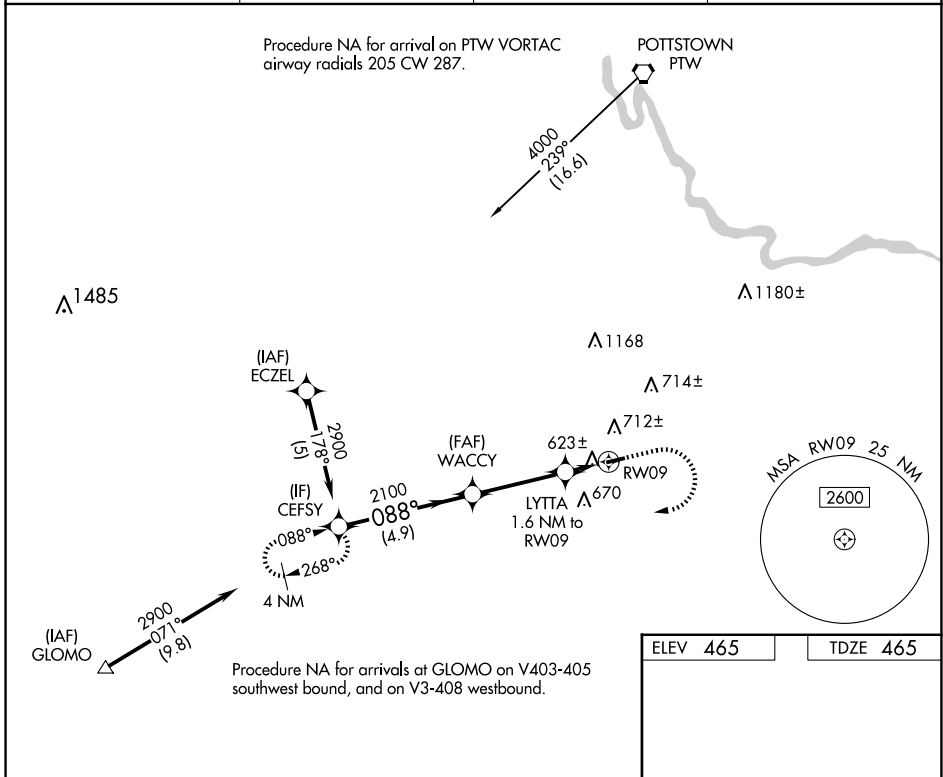 Procedure NA for arrival on PTW VORTAC
airway radials 205 CW 287.
POTTSTOWN
PTW
4000
239°
(16.6)
1485
1180±
1168
(IAF)
ECZEL
714±
2900
178°
(5)
712±
(FAF)
WACCY
623±
RW09
MSA RW09 25 NM
2600
(IF)
CEFSY
2100
088°
(4.9)
LYTTA
1.6 NM to
RW09
670
088°
268°
4 NM
2900
071°
(9.8)
(IAF)
GLOMO
Procedure NA for arrivals at GLOMO on V403-405
southwest bound, and on V3-408 westbound.
ELEV 465
TDZE 465